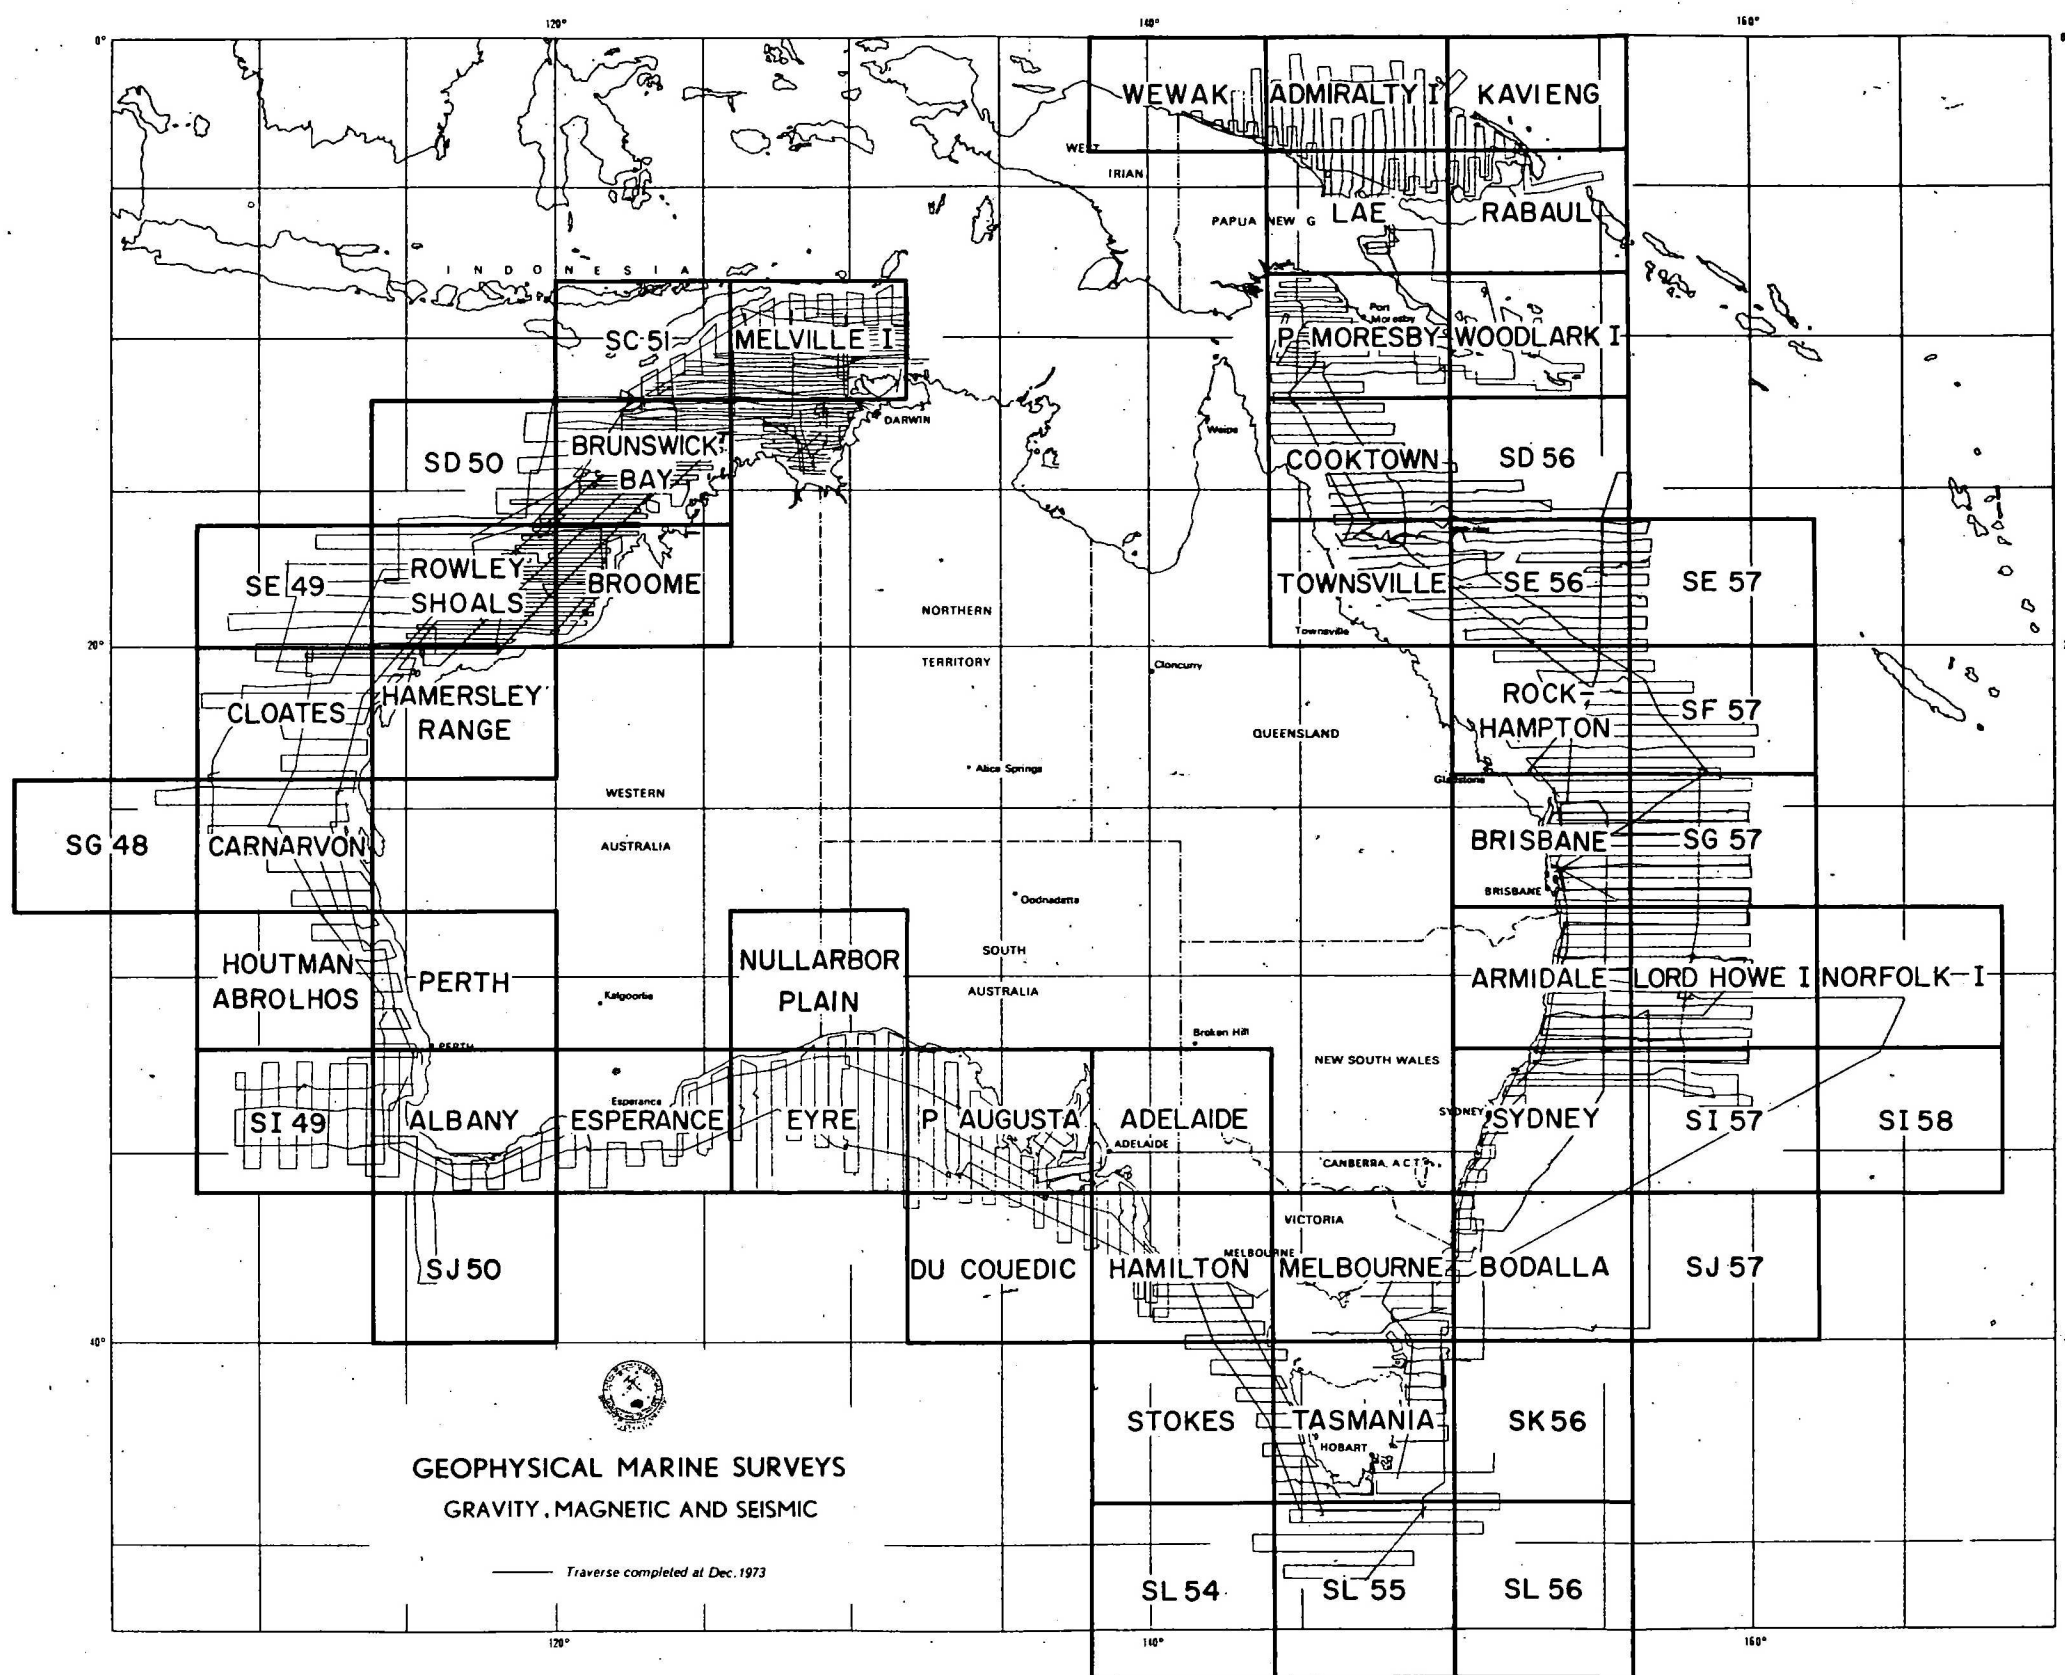 120°
140°
160°
0°
WEWAK
ADMIRALTY I
KAVIENG
WEST
IRIAN
PAPUA NEW G
LAE
RABAUL
INDONESIA
SC 51
MELVILLE I
Port
Moresby
P MORESBY
WOODLARK I
DARWIN
Weipa
SD 50
BRUNSWICK
BAY
COOKTOWN
SD 56
SE 49
ROWLEY
SHOALS
BROOME
TOWNSVILLE
SE 56
SE 57
NORTHERN
Townsville
20°
TERRITORY
Cloncurry
CLOATES
HAMERSLEY
RANGE
ROCK-
HAMPTON
SF 57
QUEENSLAND
Alice Springs
Gladstone
WESTERN
AUSTRALIA
SG 48
CARNARVON
BRISBANE
SG 57
BRISBANE
Oodnadatta
HOUTMAN
ABROLHOS
PERTH
NULLARBOR
PLAIN
SOUTH
AUSTRALIA
Kalgoorlie
ARMIDALE
LORD HOWE I
NORFOLK I
Broken Hill
PERTH
NEW SOUTH WALES
Esperance
SI 49
ALBANY
ESPERANCE
EYRE
P AUGUSTA
ADELAIDE
ADELAIDE
SYDNEY
SYDNEY
SI 57
SI 58
CANBERRA, A C T
VICTORIA
MELBOURNE
SJ 50
DU COUEDIC
HAMILTON
MELBOURNE
BODALLA
SJ 57
40°
STOKES
TASMANIA
HOBART
SK 56
GEOPHYSICAL MARINE SURVEYS
GRAVITY, MAGNETIC AND SEISMIC
Traverse completed at Dec. 1973
SL 54
SL 55
SL 56
120°
140°
160°